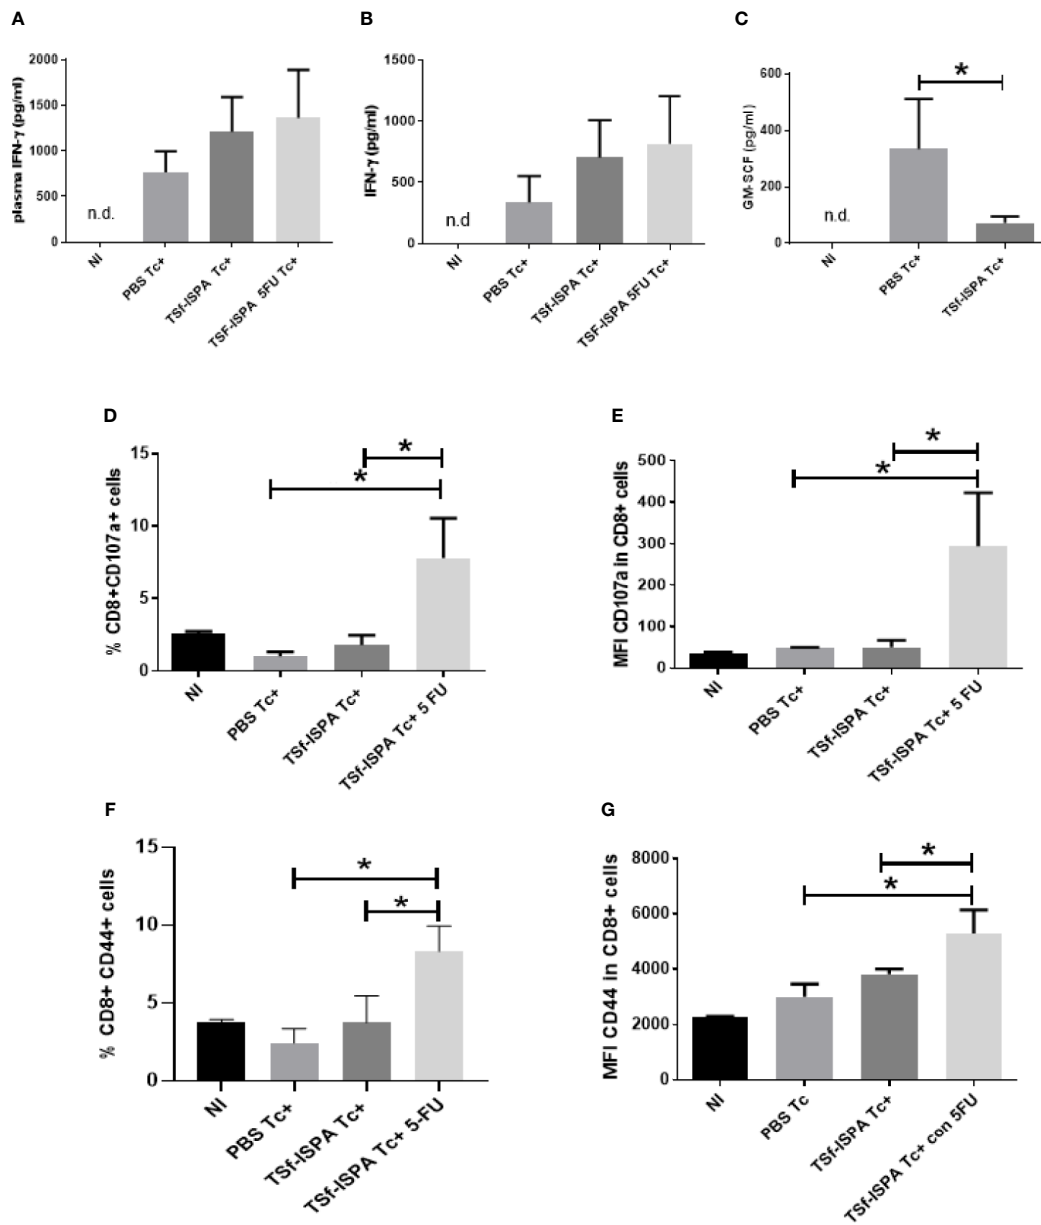 A
plasma IFN-γ (pg/ml)
2000
1500
1000
500
0
n.d.
NI
PBS Tc+
TSf-ISPA Tc+
TSF-ISPA 5FU Tc+
B
IFN-γ (pg/ml)
1500
1000
500
0
n.d
NI
PBS Tc+
TSf-ISPA Tc+
TSF-ISPA 5FU Tc+
C
GM-SCF (pg/ml)
600
400
200
0
*
n.d.
NI
PBS Tc+
TSf-ISPA Tc+
D
% CD8+CD107a+ cells
15
10
5
0
*
*
NI
PBS Tc+
TSf-ISPA Tc+
TSf-ISPA Tc+ 5 FU
E
MFI CD107a in CD8+ cells
500
400
300
200
100
0
*
*
NI
PBS Tc+
TSf-ISPA Tc+
TSf-ISPA Tc+ 5 FU
F
% CD8+ CD44+ cells
15
10
5
0
*
*
NI
PBS Tc+
TSf-ISPA Tc+
TSf-ISPA Tc+ 5-FU
G
MFI CD44 in CD8+ cells
8000
6000
4000
2000
0
*
*
NI
PBS Tc
TSf-ISPA Tc+
TSf-ISPA Tc+ con 5FU